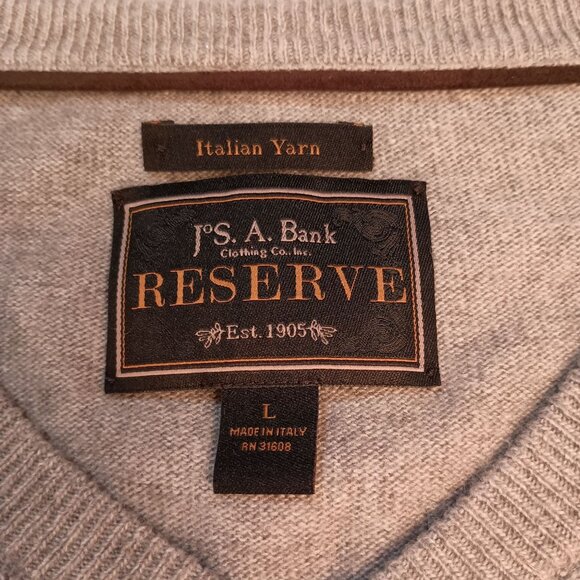 Italian Yarn
JoS. A. Bank
Clothing Co., Inc.
RESERVE
Est. 1905
L
MADE IN ITALY
RN 31608